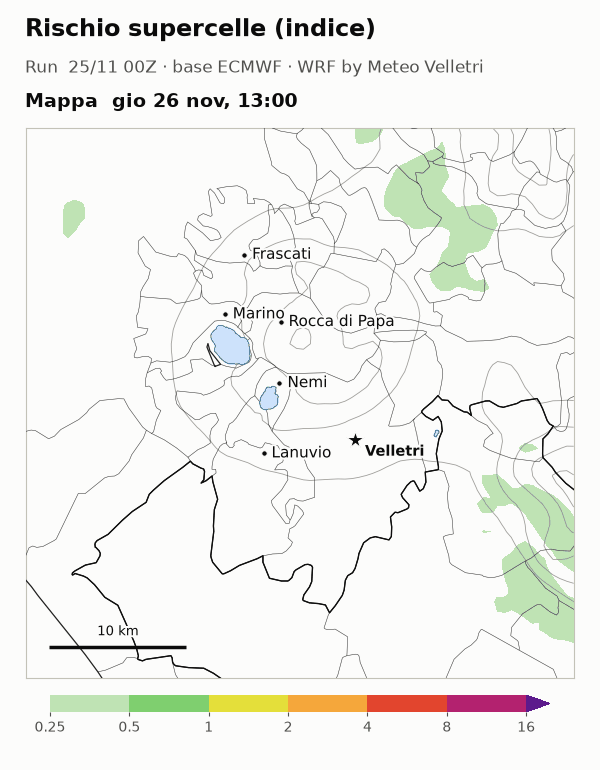 Rischio supercelle (indice)
Run  25/11 00Z · base ECMWF · WRF by Meteo Velletri
Mappa  gio 26 nov, 13:00
Frascati
Marino
Rocca di Papa
Nemi
Velletri
Lanuvio
10 km
0.25 0.5 1 2 4 8 16